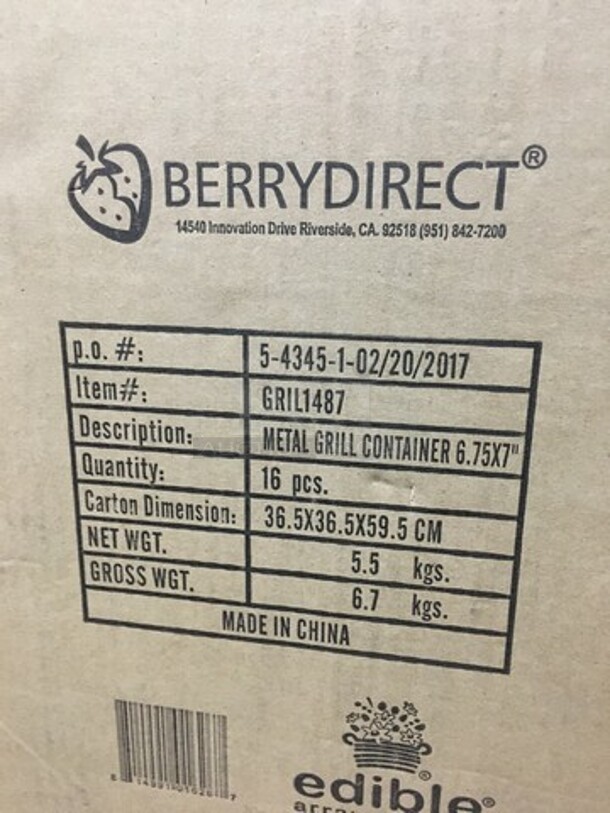 BERRYDIRECT®
14540 Innovation Drive Riverside, CA. 92518 (951) 842-7200
p.o. #: 5-4345-1-02/20/2017
Item#: GRIL1487
Description: METAL GRILL CONTAINER 6.75X7"
Quantity: 16 pcs.
Carton Dimension: 36.5X36.5X59.5 CM
NET WGT. 5.5 kgs.
GROSS WGT. 6.7 kgs.
MADE IN CHINA
edible®